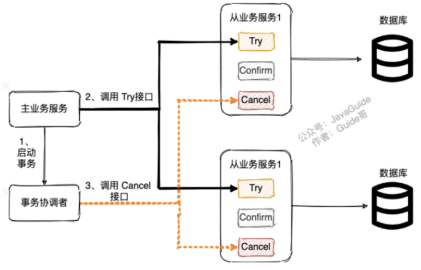 从业务服务1
数据库
Try
2、调用 Try接口
Confirm
主业务服务
Cancel
公众号：JavaGuide
作者：Guide哥
1、
启动
事务
从业务服务1
数据库
3、调用 Cancel
接口
Try
事务协调者
Confirm
Cancel